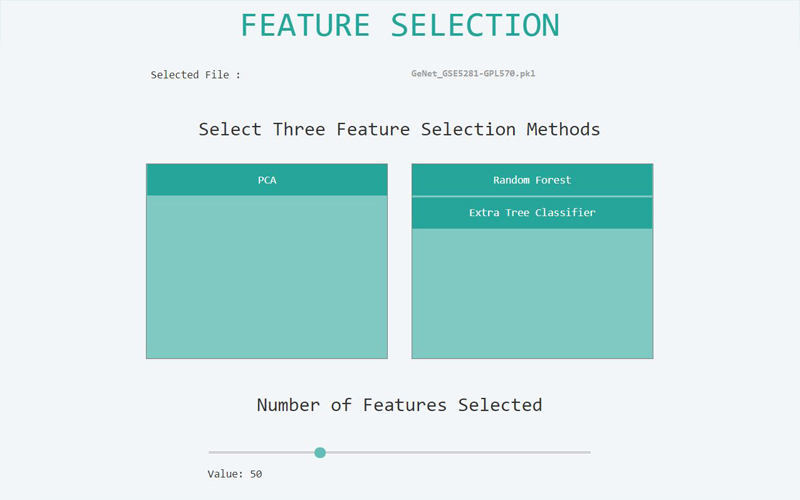 FEATURE SELECTION
Selected File : GeNet_GSE5281-GPL570.pkl
Select Three Feature Selection Methods
PCA
Random Forest
Extra Tree Classifier
Number of Features Selected
Value: 50